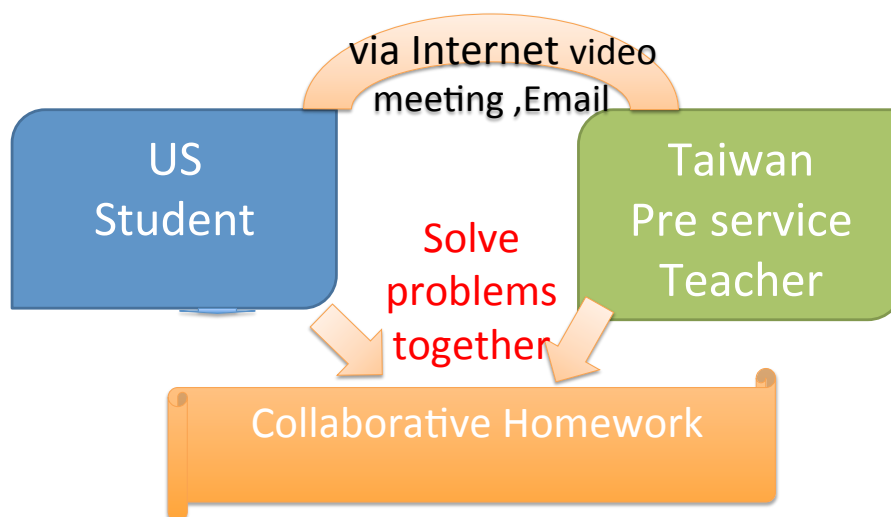 via Internet video
meeting ,Email
US
Student
Taiwan
Pre service
Teacher
Solve
problems
together
Collaborative Homework